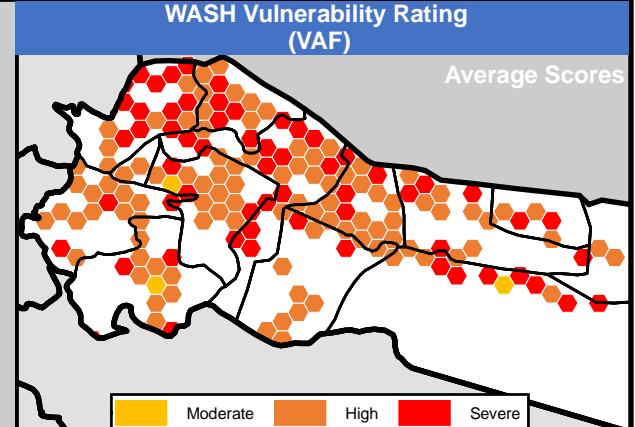 WASH Vulnerability Rating
(VAF)
Average Scores
Moderate High Severe